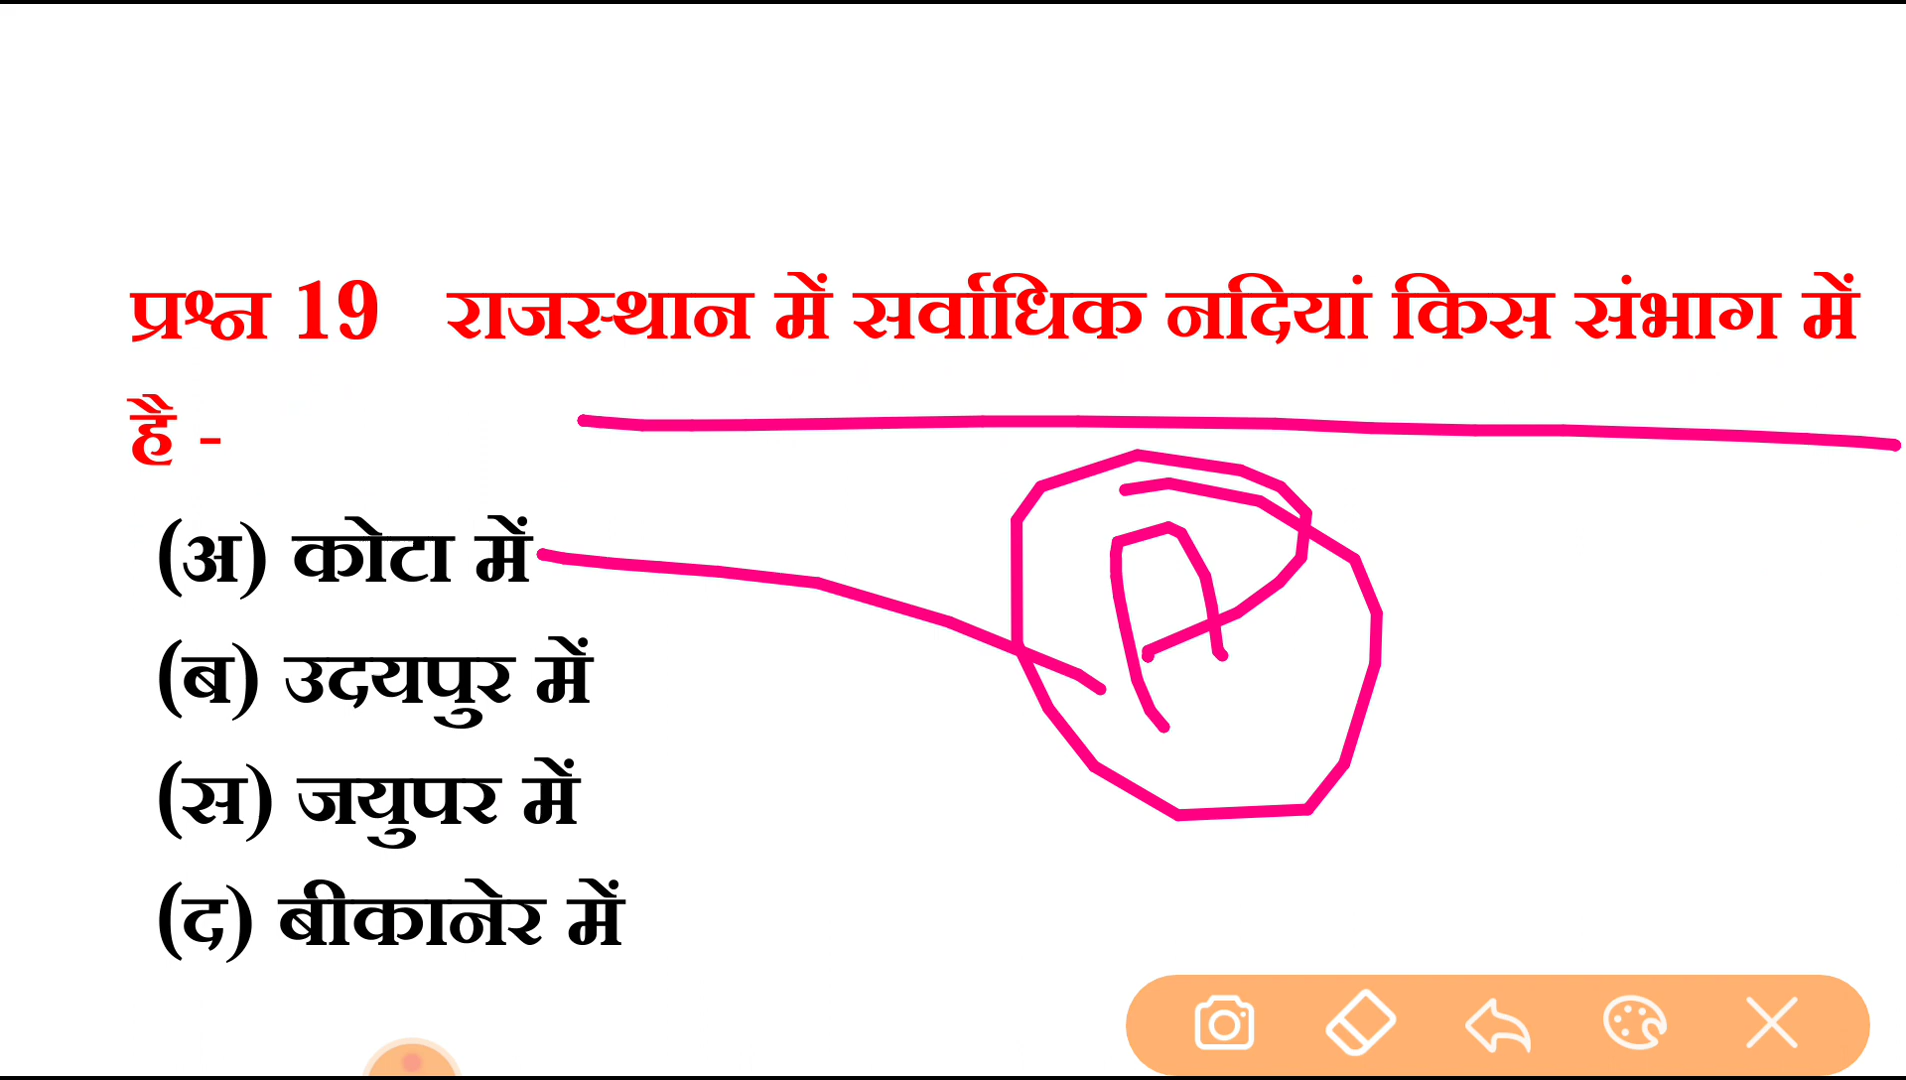 प्रश्न 19 राजस्थान में सर्वाधिक नदियां किस संभाग में
है -
(अ) कोटा में
(ब) उदयपुर में
(स) जयुपर में
(द) बीकानेर में
A